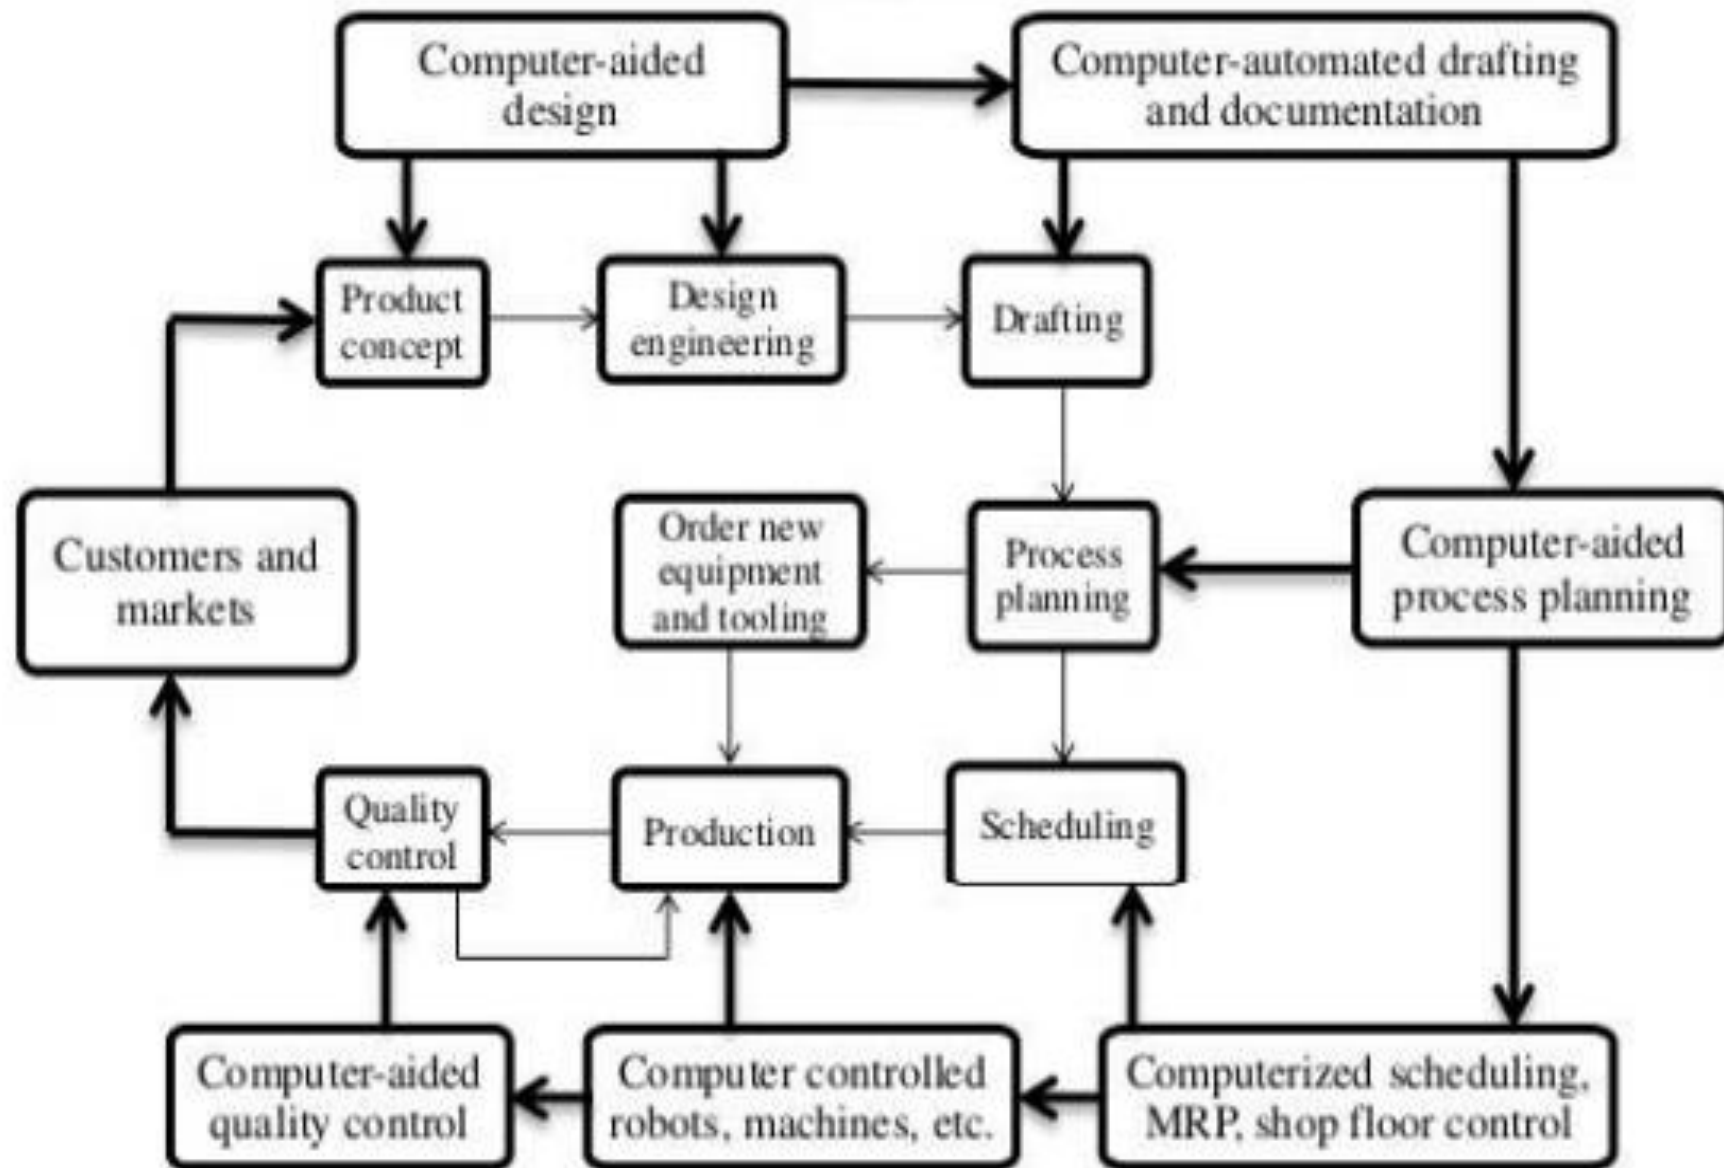 Computer-aided
design
Computer-automated drafting
and documentation
Product
concept
Design
engineering
Drafting
Customers and
markets
Order new
equipment
and tooling
Process
planning
Computer-aided
process planning
Quality
control
Production
Scheduling
Computer-aided
quality control
Computer controlled
robots, machines, etc.
Computerized scheduling,
MRP, shop floor control